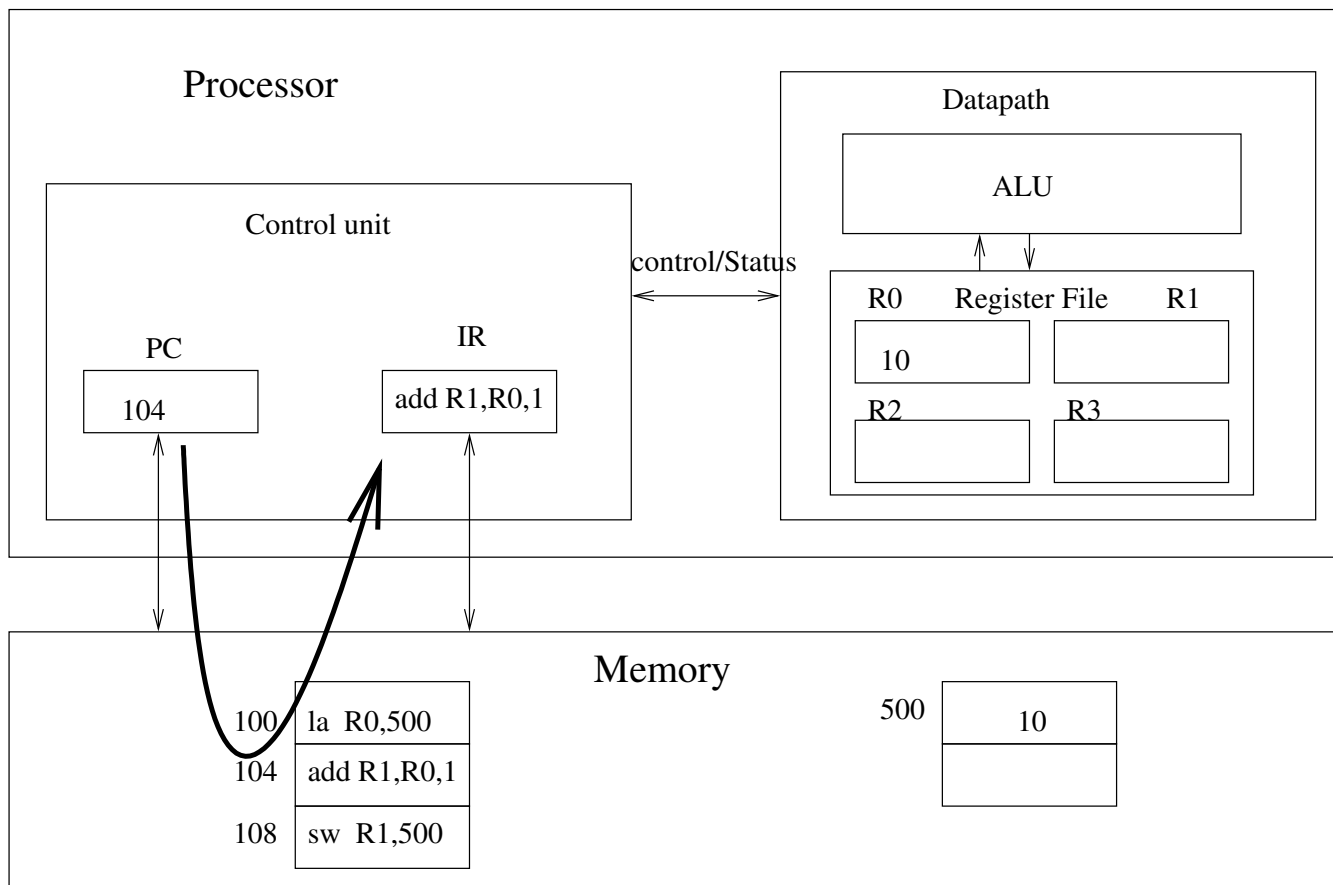 Processor
Datapath
ALU
Control unit
control/Status
R0 Register File R1
PC
IR
10
104
add R1,R0,1
R2 R3
Memory
100 la R0,500
104 add R1,R0,1
108 sw R1,500
500 10